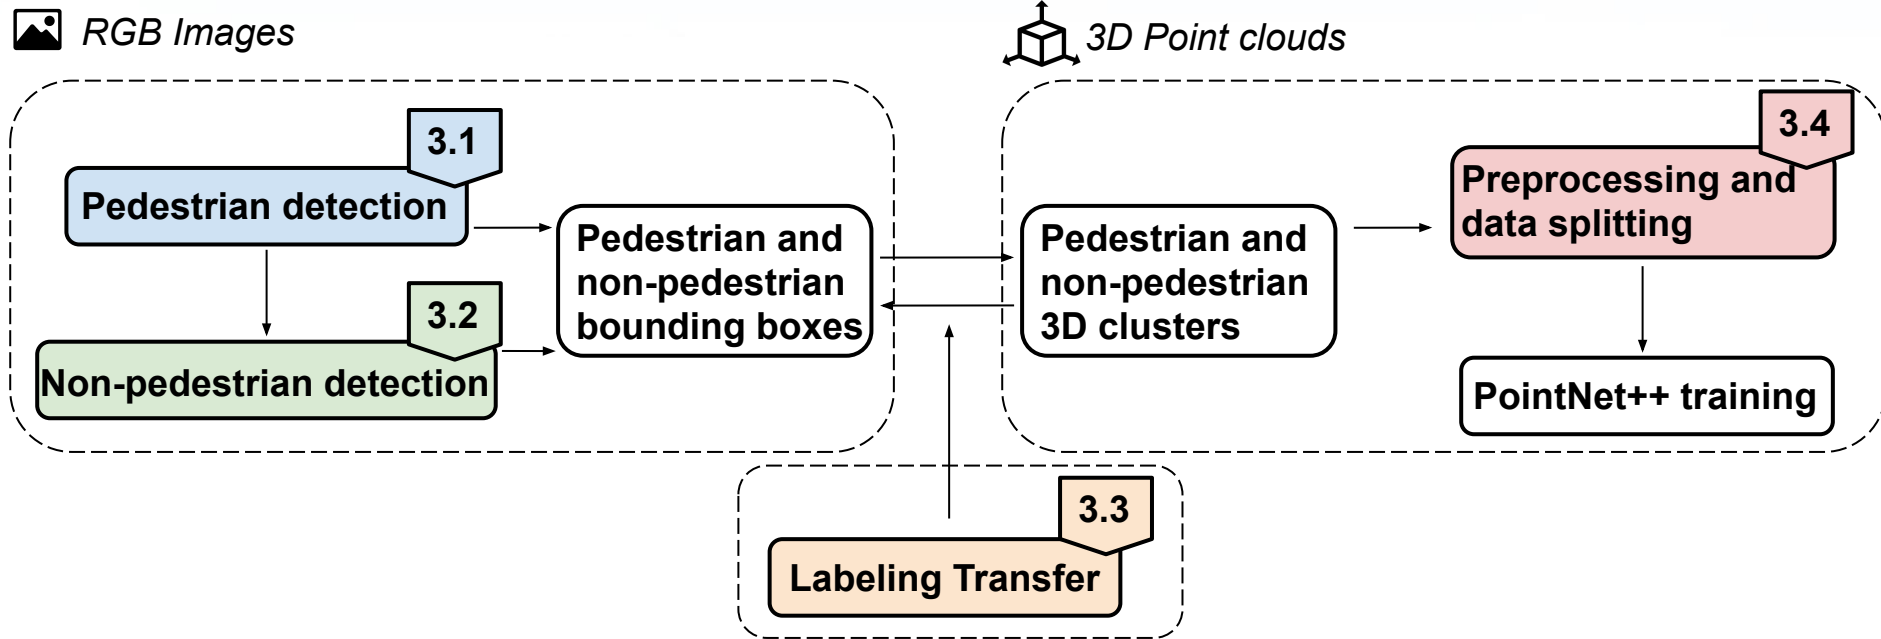 RGB Images
3D Point clouds
3.1
Pedestrian detection
3.2
Non-pedestrian detection
Pedestrian and
non-pedestrian
bounding boxes
Pedestrian and
non-pedestrian
3D clusters
3.4
Preprocessing and
data splitting
PointNet++ training
3.3
Labeling Transfer